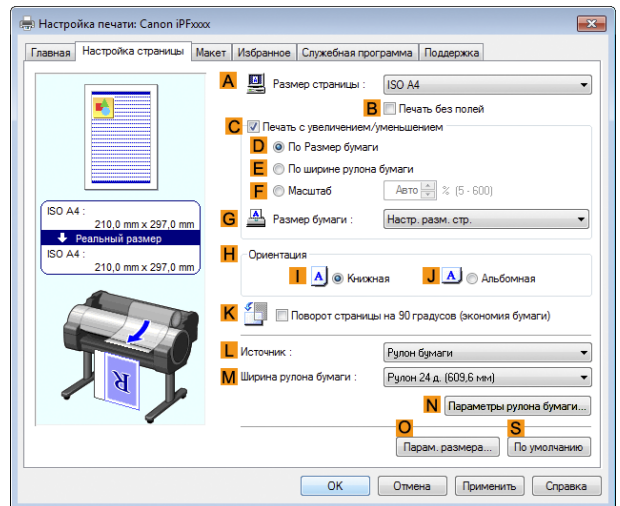 Настройка печати: Canon iPFxxxx
Главная Настройка страницы Макет Избранное Служебная программа Поддержка
A Размер страницы : ISO A4
B Печать без полей
C Печать с увеличением/уменьшением
D По Размер бумаги
E По ширине рулона бумаги
F Масштаб Авто % (5 - 600)
G Размер бумаги : Настр. разм. стр.
ISO A4 :
210,0 mm x 297,0 mm
Реальный размер
ISO A4 :
210,0 mm x 297,0 mm
H Ориентация
I A Книжная J A Альбомная
K Поворот страницы на 90 градусов (экономия бумаги)
L Источник : Рулон бумаги
M Ширина рулона бумаги : Рулон 24 д. (609,6 мм)
N Параметры рулона бумаги...
O S
Парам. размера... По умолчанию
R
OK Отмена Применить Справка